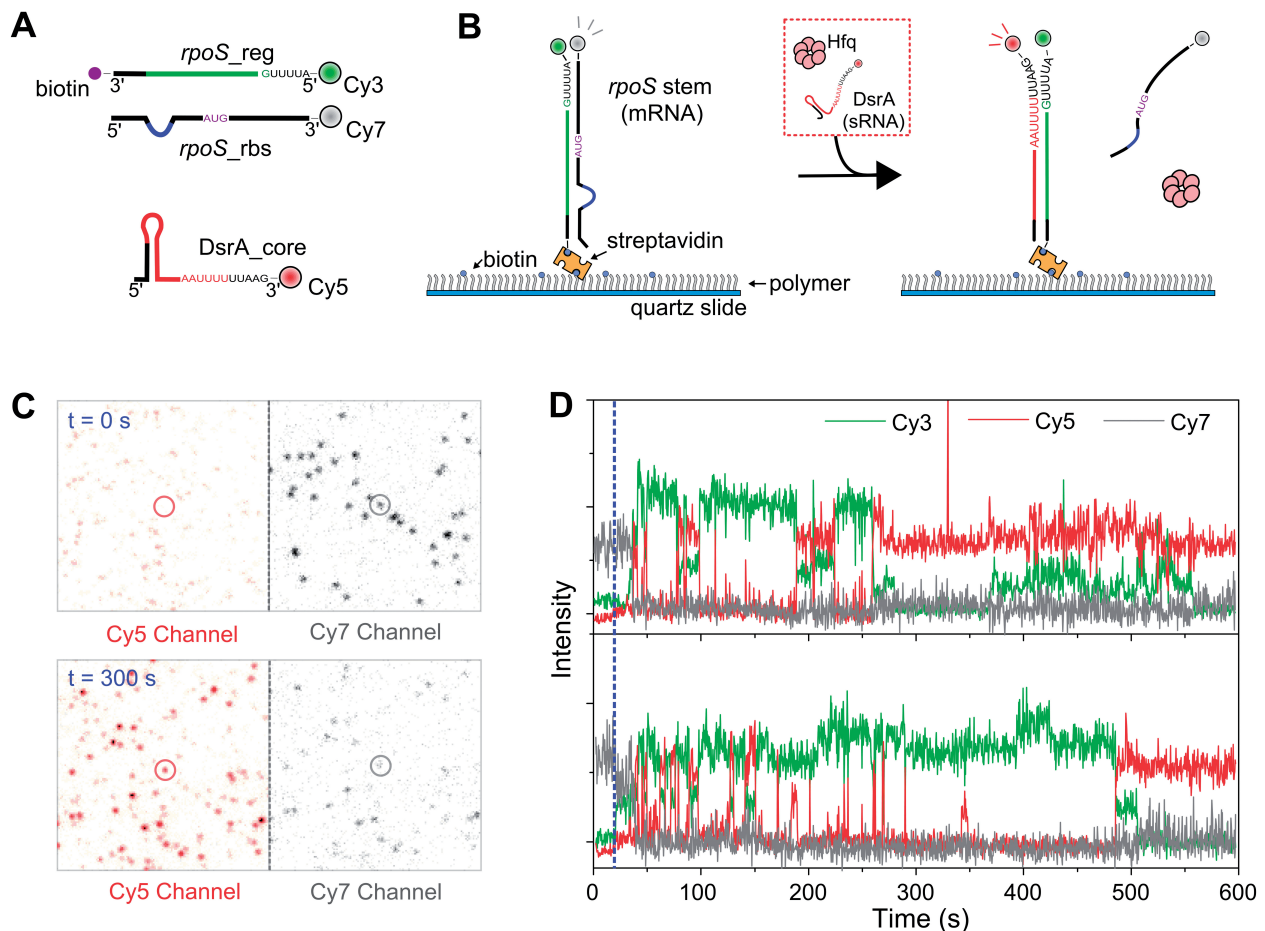 A
rpoS_reg
biotin
3'
GUUUUA
5'
Cy3
5'
AUG
3'
Cy7
rpoS_rbs
DsrA_core
5'
AAUUUUUUAAG
3'
Cy5
B
GUUUUA
AUG
rpoS stem
(mRNA)
Hfq
AAUUUUUUAAG
DsrA
(sRNA)
streptavidin
biotin
polymer
quartz slide
AAUUUUUUAAG
GUUUUA
AUG
C
t = 0 s
Cy5 Channel
Cy7 Channel
t = 300 s
Cy5 Channel
Cy7 Channel
D
Cy3
Cy5
Cy7
Intensity
0
100
200
300
400
500
600
Time (s)